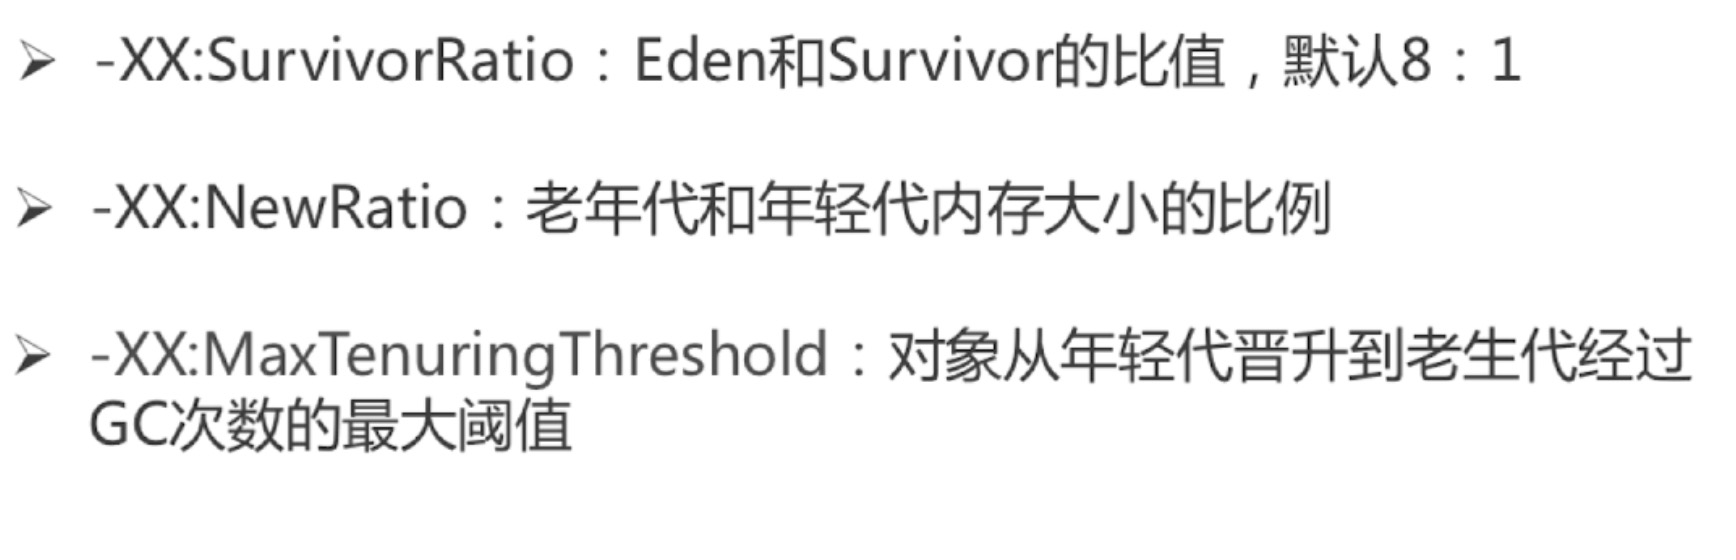 ➢ -XX:SurvivorRatio：Eden和Survivor的比值，默认8：1
➢ -XX:NewRatio：老年代和年轻代内存大小的比例
➢ -XX:MaxTenuringThreshold：对象从年轻代晋升到老生代经过
GC次数的最大阈值